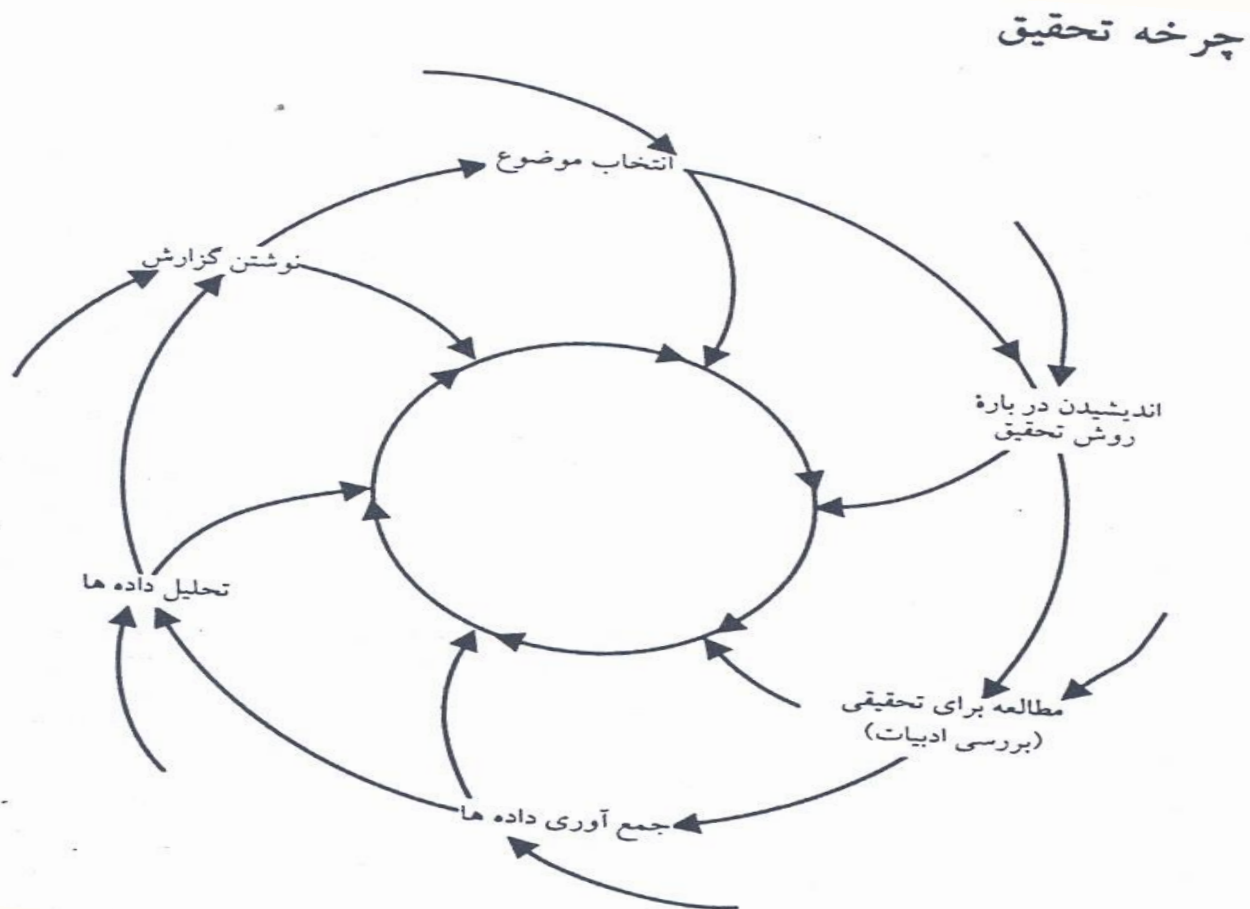 چرخه تحقیق
انتخاب موضوع
اندیشیدن در بارۀ
روش تحقیق
مطالعه برای تحقیقی
(بررسی ادبیات)
جمع آوری داده ها
تحلیل داده ها
نوشتن گزارش